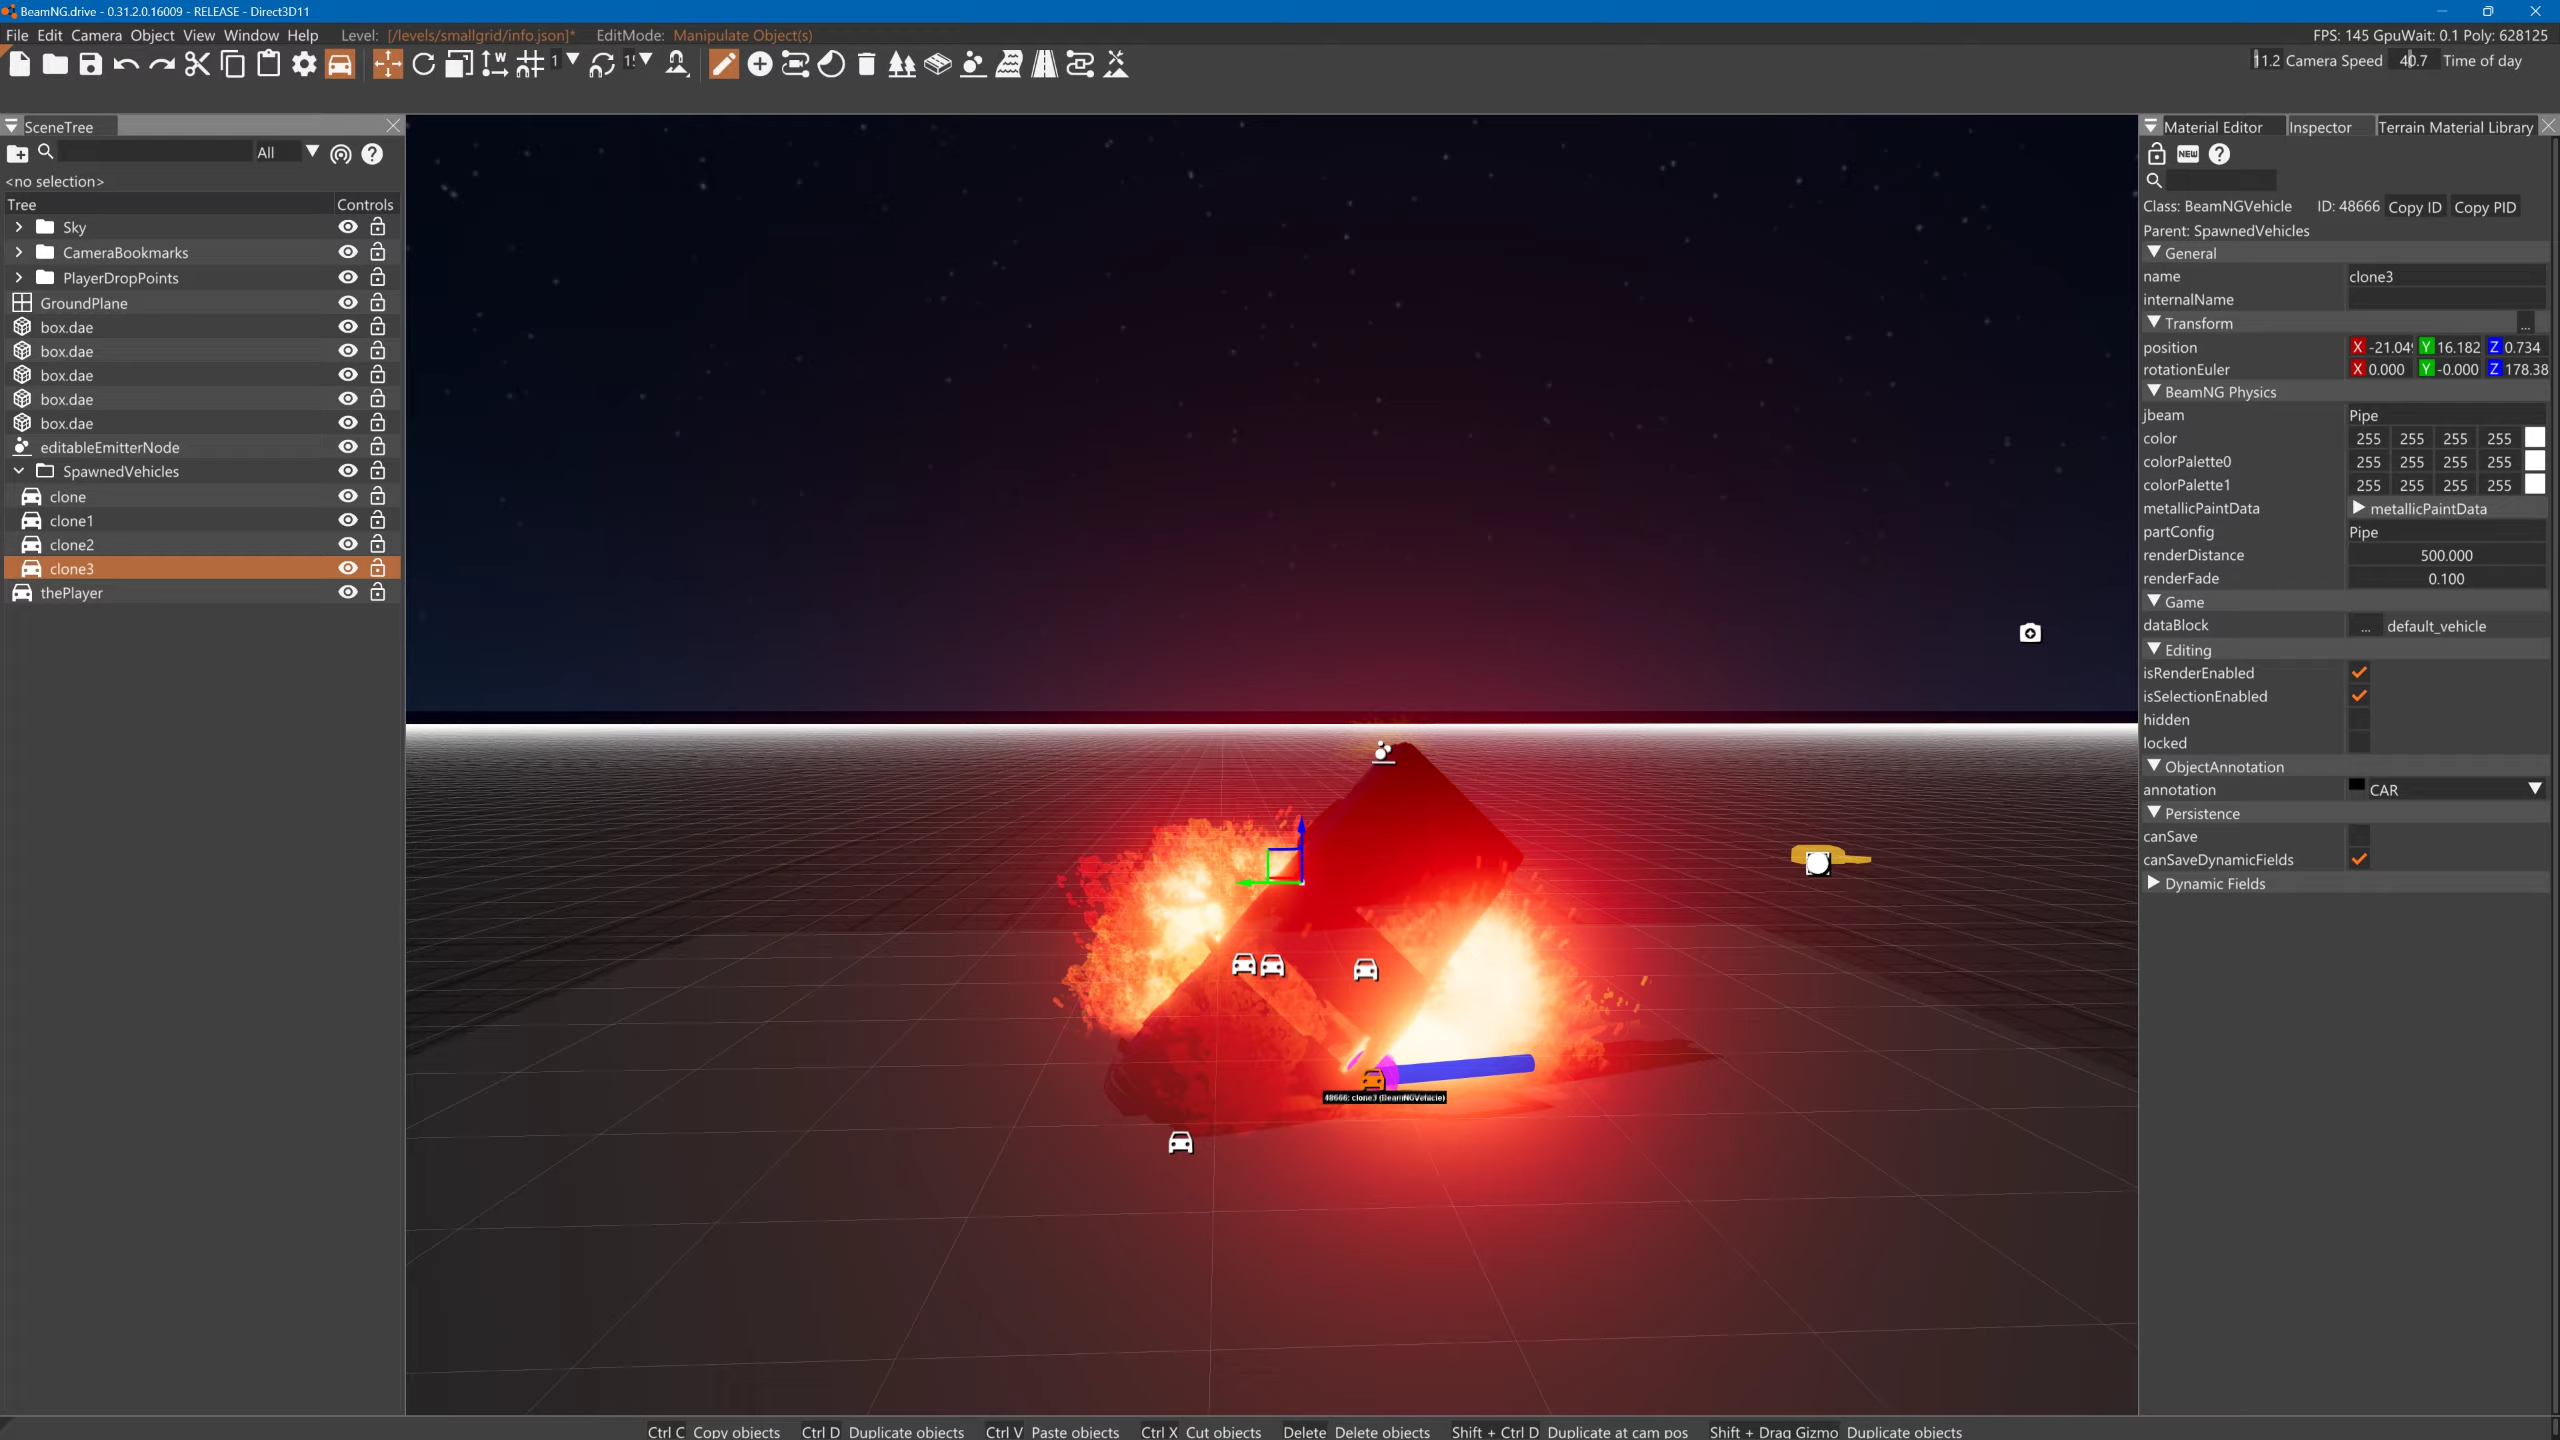 BeamNG.drive - 0.31.2.0.16009 - RELEASE - Direct3D11
File Edit Camera Object View Window Help Level: [/levels/smallgrid/info.json]* EditMode: Manipulate Object(s) FPS: 145 GpuWait: 0.1 Poly: 628125
W 1 11.2 Camera Speed 40.7 Time of day
SceneTree
All
<no selection>
Tree Controls
Sky
CameraBookmarks
PlayerDropPoints
GroundPlane
box.dae
box.dae
box.dae
box.dae
box.dae
editableEmitterNode
SpawnedVehicles
clone
clone1
clone2
clone3
thePlayer
48666: clone3 (BeamNGVehicle)
Material Editor Inspector Terrain Material Library
NEW
Class: BeamNGVehicle ID: 48666 Copy ID Copy PID
Parent: SpawnedVehicles
General
name clone3
internalName
Transform ...
position X -21.04 Y 16.182 Z 0.734
rotationEuler X 0.000 Y -0.000 Z 178.38
BeamNG Physics
jbeam Pipe
color 255 255 255 255
colorPalette0 255 255 255 255
colorPalette1 255 255 255 255
metallicPaintData metallicPaintData
partConfig Pipe
renderDistance 500.000
renderFade 0.100
Game
dataBlock ... default_vehicle
Editing
isRenderEnabled
isSelectionEnabled
hidden
locked
ObjectAnnotation
annotation CAR
Persistence
canSave
canSaveDynamicFields
Dynamic Fields
Ctrl C Copy objects Ctrl D Duplicate objects Ctrl V Paste objects Ctrl X Cut objects Delete Delete objects Shift + Ctrl D Duplicate at cam pos Shift + Drag Gizmo Duplicate objects